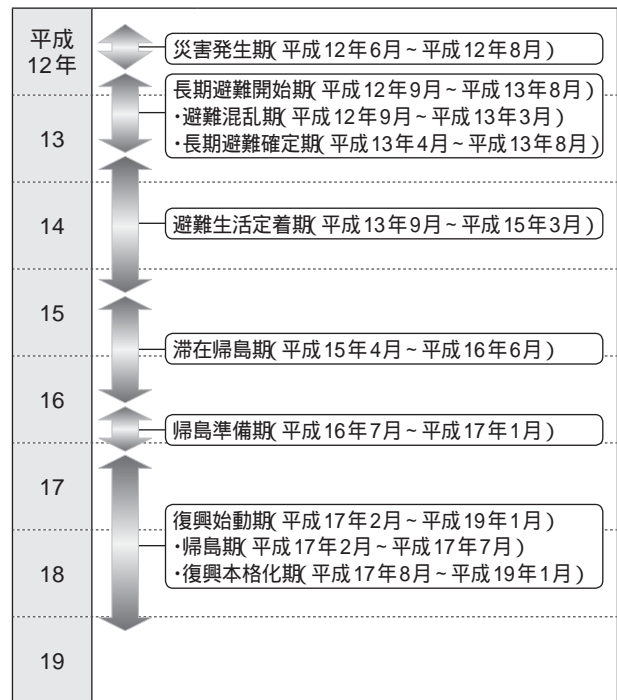 平成
12年
災害発生期(平成12年6月~平成12年8月)
長期避難開始期(平成12年9月~平成13年8月)
・避難混乱期(平成12年9月~平成13年3月)
・長期避難確定期(平成13年4月~平成13年8月)
13
14
避難生活定着期(平成13年9月~平成15年3月)
15
滞在帰島期(平成15年4月~平成16年6月)
16
帰島準備期(平成16年7月~平成17年1月)
17
復興始動期(平成17年2月~平成19年1月)
・帰島期(平成17年2月~平成17年7月)
・復興本格化期(平成17年8月~平成19年1月)
18
19